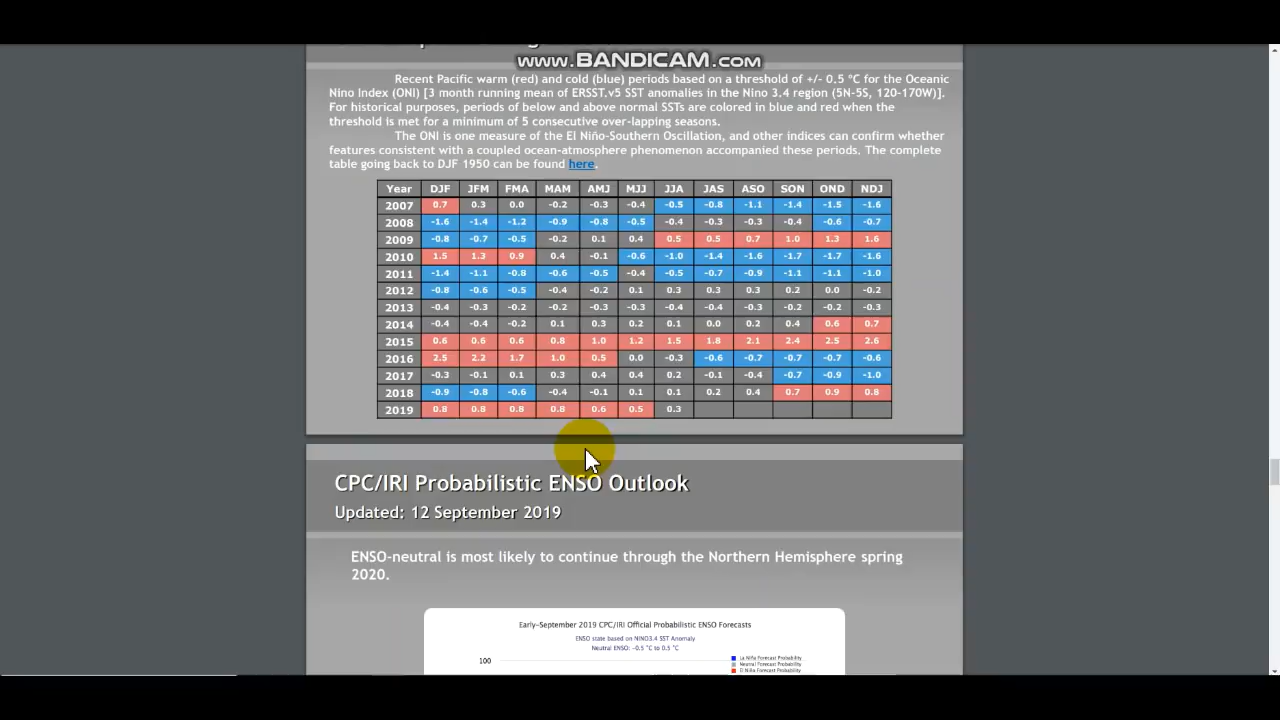 www.BANDICAM.com
Recent Pacific warm (red) and cold (blue) periods based on a threshold of +/- 0.5 ºC for the Oceanic
Nino Index (ONI) [3 month running mean of ERSST.v5 SST anomalies in the Nino 3.4 region (5N-5S, 120-170W)].
For historical purposes, periods of below and above normal SSTs are colored in blue and red when the
threshold is met for a minimum of 5 consecutive over-lapping seasons.
The ONI is one measure of the El Niño-Southern Oscillation, and other indices can confirm whether
features consistent with a coupled ocean-atmosphere phenomenon accompanied these periods. The complete
table going back to DJF 1950 can be found here.
Year DJF JFM FMA MAM AMJ MJJ JJA JAS ASO SON OND NDJ
2007 0.7 0.3 0.0 -0.2 -0.3 -0.4 -0.5 -0.8 -1.1 -1.4 -1.5 -1.6
2008 -1.6 -1.4 -1.2 -0.9 -0.8 -0.5 -0.4 -0.3 -0.3 -0.4 -0.6 -0.7
2009 -0.8 -0.7 -0.5 -0.2 0.1 0.4 0.5 0.5 0.7 1.0 1.3 1.6
2010 1.5 1.3 0.9 0.4 -0.1 -0.6 -1.0 -1.4 -1.6 -1.7 -1.7 -1.6
2011 -1.4 -1.1 -0.8 -0.6 -0.5 -0.4 -0.5 -0.7 -0.9 -1.1 -1.1 -1.0
2012 -0.8 -0.6 -0.5 -0.4 -0.2 0.1 0.3 0.3 0.3 0.2 0.0 -0.2
2013 -0.4 -0.3 -0.2 -0.2 -0.3 -0.3 -0.4 -0.4 -0.3 -0.2 -0.2 -0.3
2014 -0.4 -0.4 -0.2 0.1 0.3 0.2 0.1 0.0 0.2 0.4 0.6 0.7
2015 0.6 0.6 0.6 0.8 1.0 1.2 1.5 1.8 2.1 2.4 2.5 2.6
2016 2.5 2.2 1.7 1.0 0.5 0.0 -0.3 -0.6 -0.7 -0.7 -0.7 -0.6
2017 -0.3 -0.1 0.1 0.3 0.4 0.4 0.2 -0.1 -0.4 -0.7 -0.9 -1.0
2018 -0.9 -0.8 -0.6 -0.4 -0.1 0.1 0.1 0.2 0.4 0.7 0.9 0.8
2019 0.8 0.8 0.8 0.8 0.6 0.5 0.3
CPC/IRI Probabilistic ENSO Outlook
Updated: 12 September 2019
ENSO-neutral is most likely to continue through the Northern Hemisphere spring
2020.
Early-September 2019 CPC/IRI Official Probabilistic ENSO Forecasts
ENSO state based on NINO3.4 SST Anomaly
Neutral ENSO: -0.5 °C to 0.5 °C
100
La Niña Forecast Probability
Neutral Forecast Probability
El Niño Forecast Probability